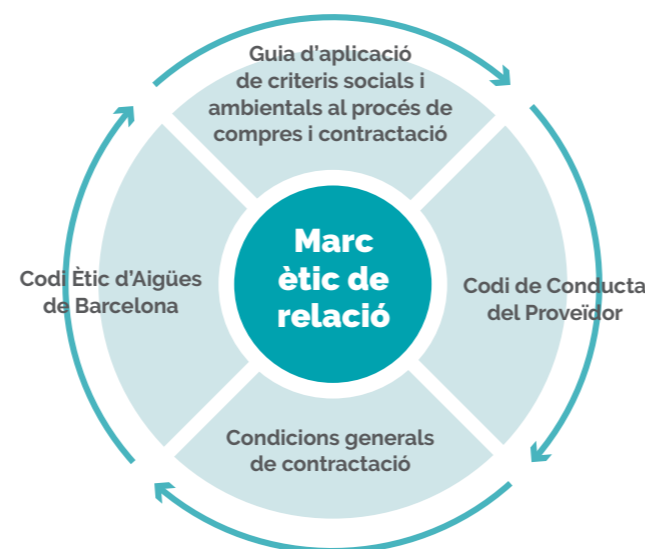 Guia d’aplicació
de criteris socials i
ambientals al procés de
compres i contractació
Marc
ètic de
relació
Codi Ètic d’Aigües
de Barcelona
Codi de Conducta
del Proveïdor
Condicions generals
de contractació